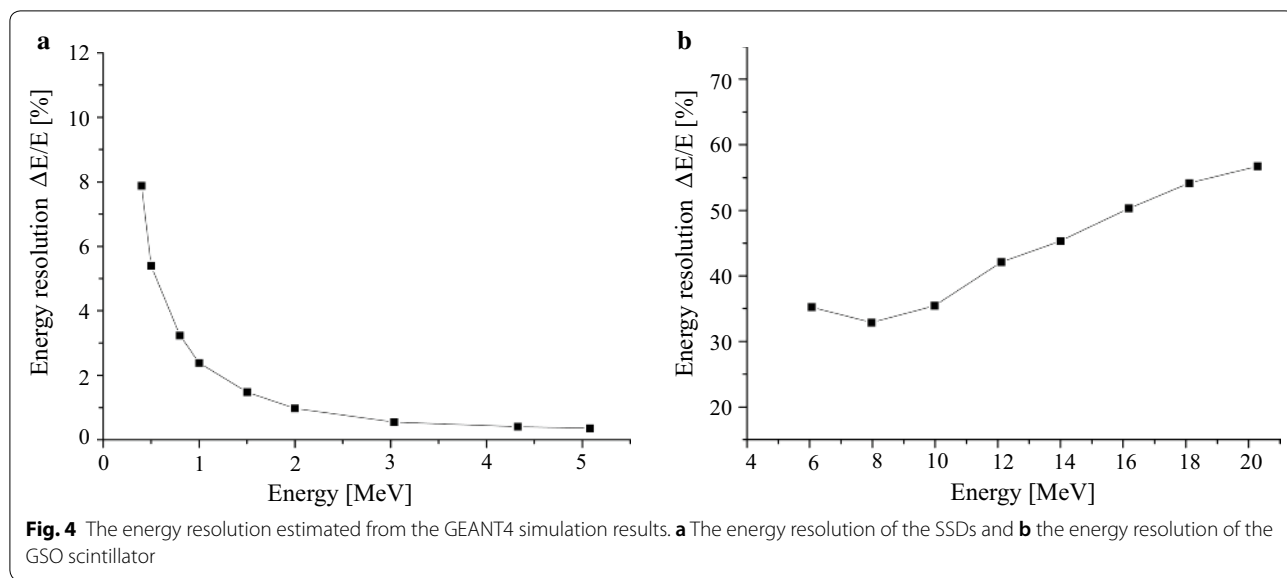 a
12
10
8
6
4
2
0
Energy resolution ΔE/E [%]
0 1 2 3 4 5
Energy [MeV]
b
70
60
50
40
30
20
Energy resolution ΔE/E [%]
4 6 8 10 12 14 16 18 20
Energy [MeV]
Fig. 4 The energy resolution estimated from the GEANT4 simulation results. a The energy resolution of the SSDs and b the energy resolution of the
GSO scintillator